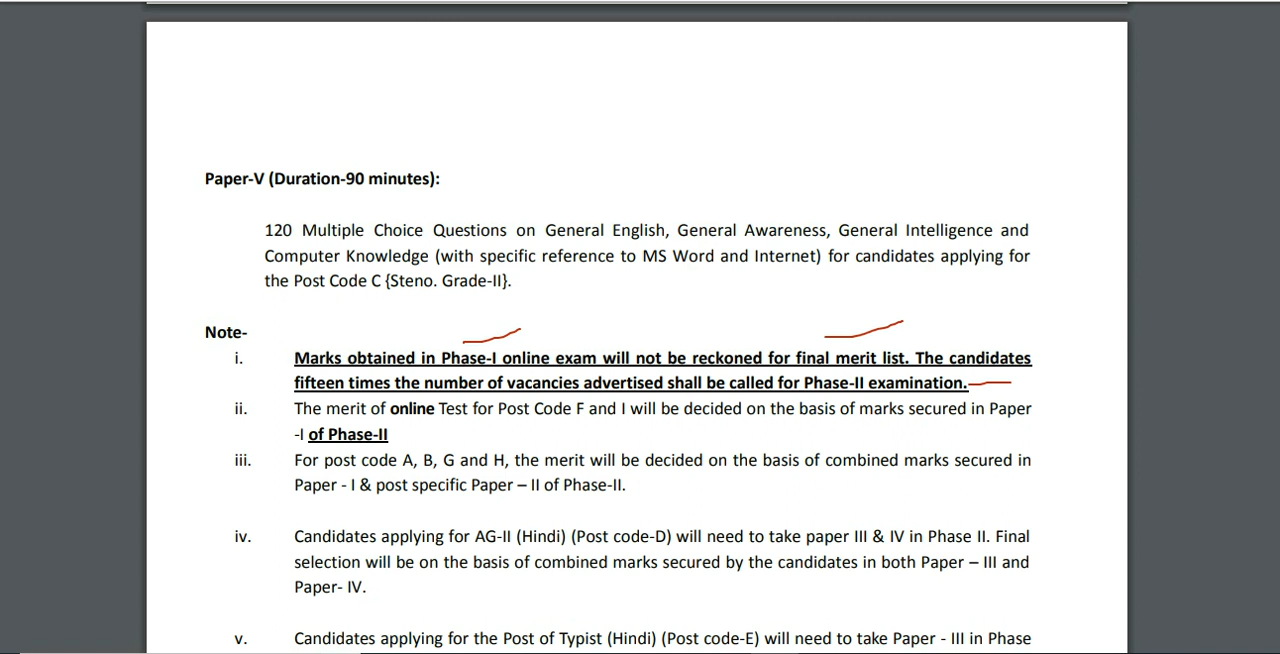 Paper-V (Duration-90 minutes):
120 Multiple Choice Questions on General English, General Awareness, General Intelligence and
Computer Knowledge (with specific reference to MS Word and Internet) for candidates applying for
the Post Code C {Steno. Grade-II}.
Note-
i. Marks obtained in Phase-I online exam will not be reckoned for final merit list. The candidates
fifteen times the number of vacancies advertised shall be called for Phase-II examination.
ii. The merit of online Test for Post Code F and I will be decided on the basis of marks secured in Paper
-I of Phase-II
iii. For post code A, B, G and H, the merit will be decided on the basis of combined marks secured in
Paper - I & post specific Paper – II of Phase-II.
iv. Candidates applying for AG-II (Hindi) (Post code-D) will need to take paper III & IV in Phase II. Final
selection will be on the basis of combined marks secured by the candidates in both Paper – III and
Paper- IV.
v. Candidates applying for the Post of Typist (Hindi) (Post code-E) will need to take Paper - III in Phase